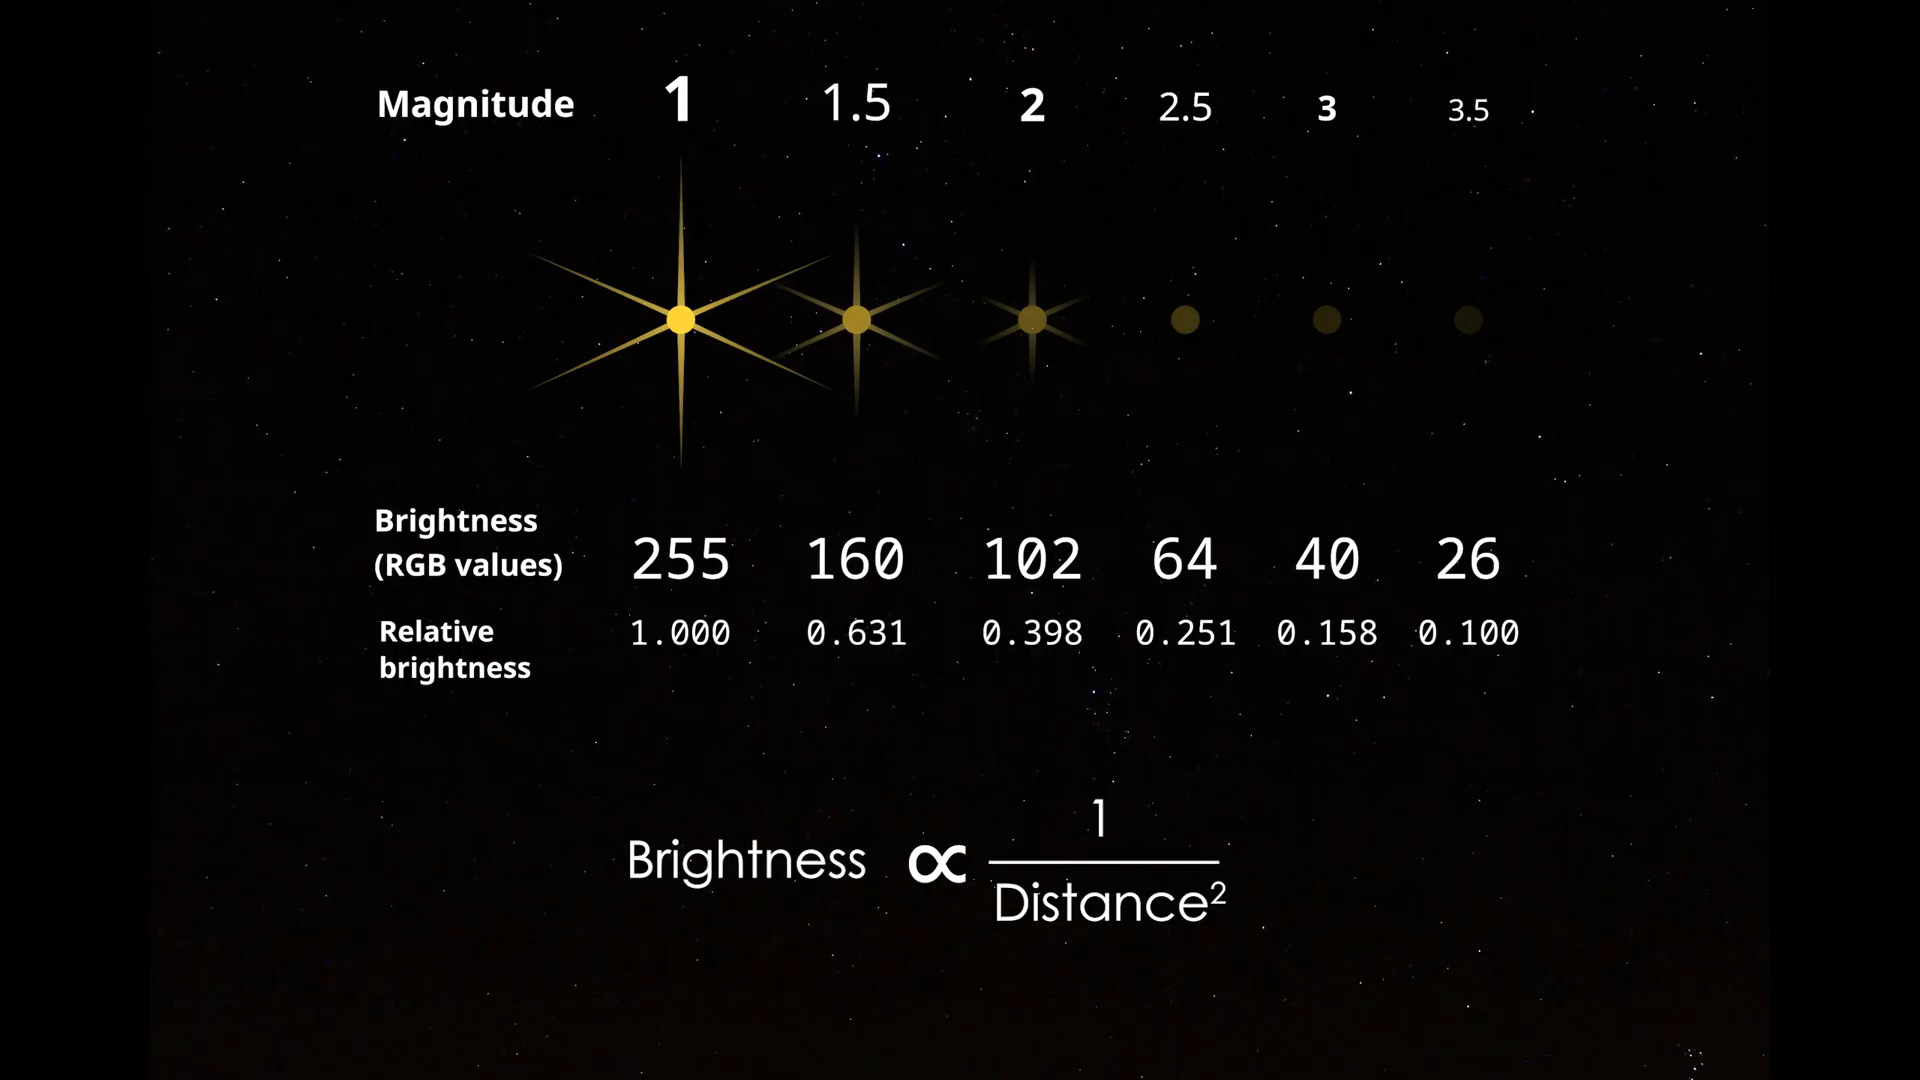 Magnitude 1 1.5 2 2.5 3 3.5
Brightness
(RGB values) 255 160 102 64 40 26
Relative 1.000 0.631 0.398 0.251 0.158 0.100
brightness
1
Brightness ∝
Distance²